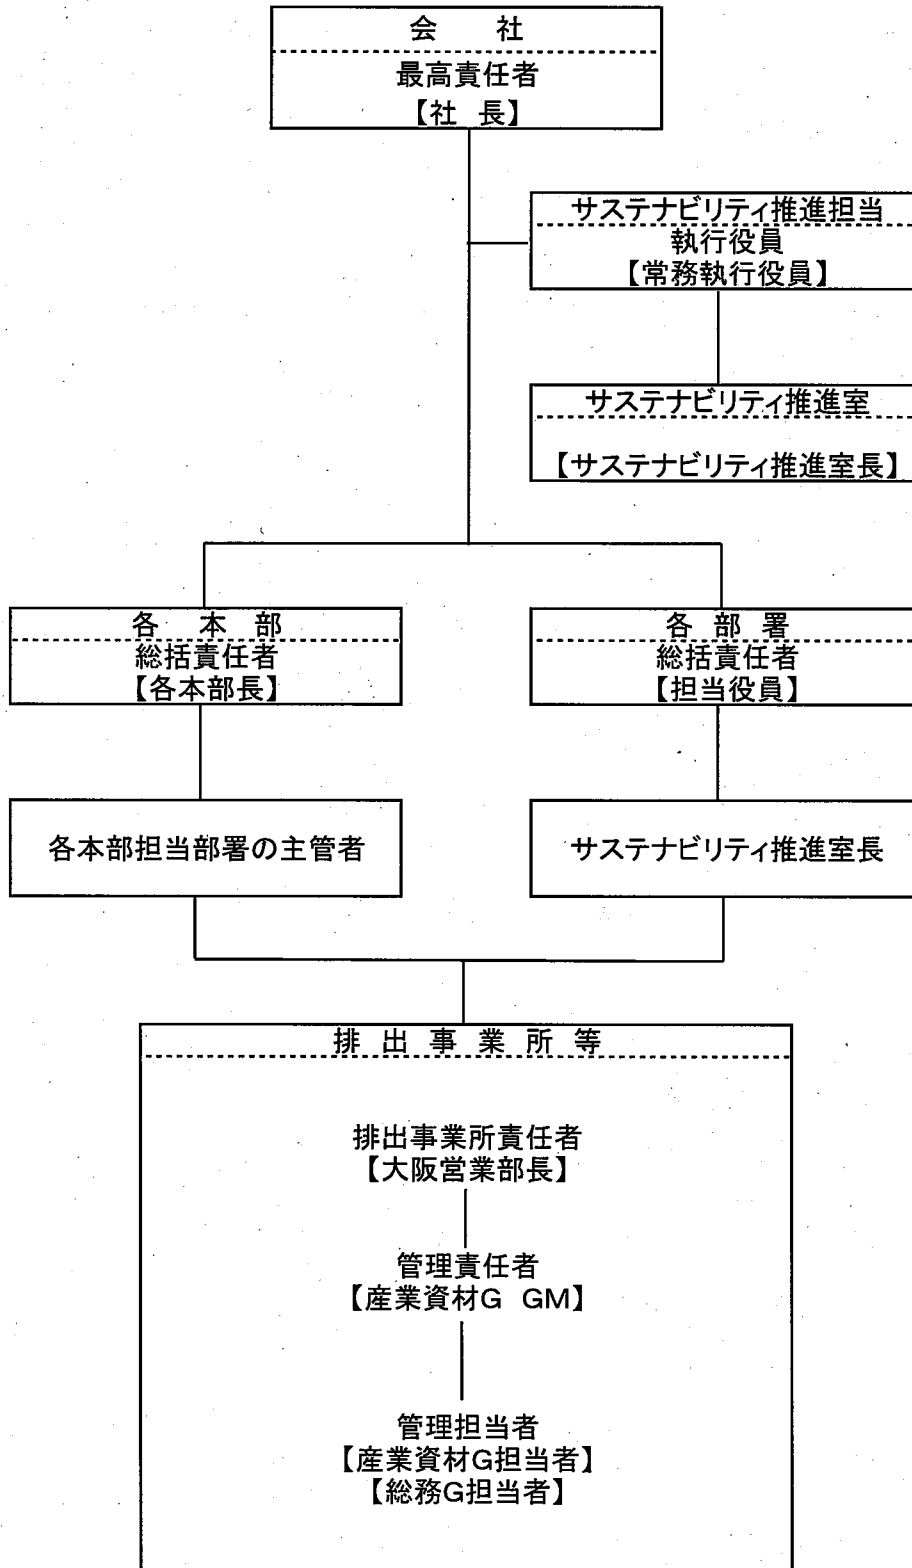 会 社
最高責任者
【社 長】
サステナビリティ推進担当
執行役員
【常務執行役員】
サステナビリティ推進室
【サステナビリティ推進室長】
各 本 部
総括責任者
【各本部長】
各 部 署
総括責任者
【担当役員】
各本部担当部署の主管者
サステナビリティ推進室長
排 出 事 業 所 等
排出事業所責任者
【大阪営業部長】
管理責任者
【産業資材G GM】
管理担当者
【産業資材G担当者】
【総務G担当者】